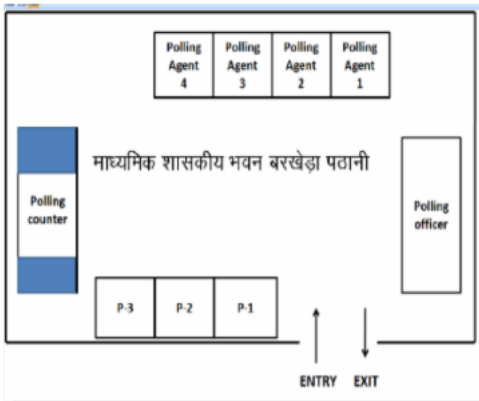 Polling Agent 4
Polling Agent 3
Polling Agent 2
Polling Agent 1
माध्यमिक शासकीय भवन बरखेड़ा पठानी
Polling counter
Polling officer
P-3
P-2
P-1
ENTRY
EXIT